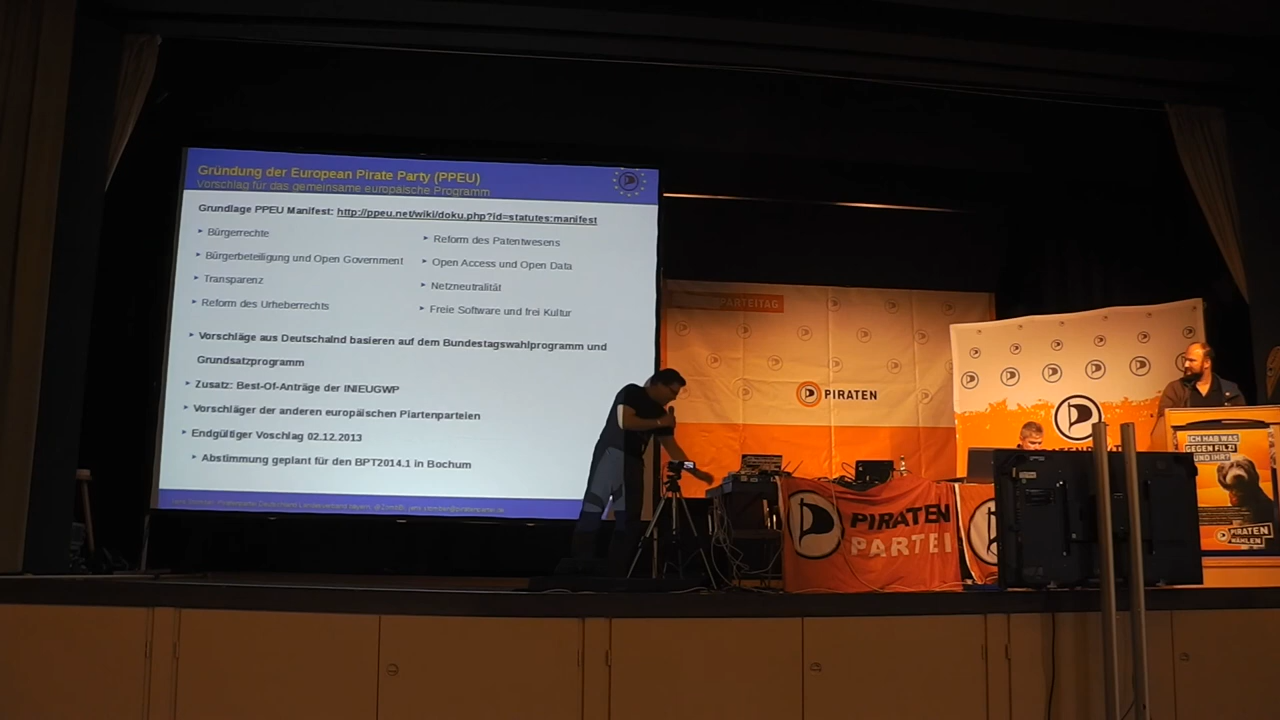 Gründung der European Pirate Party (PPEU)
Vorschlag für das gemeinsame europäische Programm
Grundlage PPEU Manifest: http://ppeu.net/wiki/doku.php?id=statutes:manifest
Bürgerrechte
Bürgerbeteiligung und Open Government
Transparenz
Reform des Urheberrechts
Reform des Patentwesens
Open Access und Open Data
Netzneutralität
Freie Software und frei Kultur
Vorschläge aus Deutschalnd basieren auf dem Bundestagswahlprogramm und
Grundsatzprogramm
Zusatz: Best-Of-Anträge der INIEUGWP
Vorschläger der anderen europäischen Piartenparteien
Endgültiger Voschlag 02.12.2013
Abstimmung geplant für den BPT2014.1 in Bochum
PARTEITAG
PIRATEN
PIRATEN
PARTEI
ICH HAB WAS
GEGEN FILZ!
UND IHR?
PIRATEN
WÄHLEN